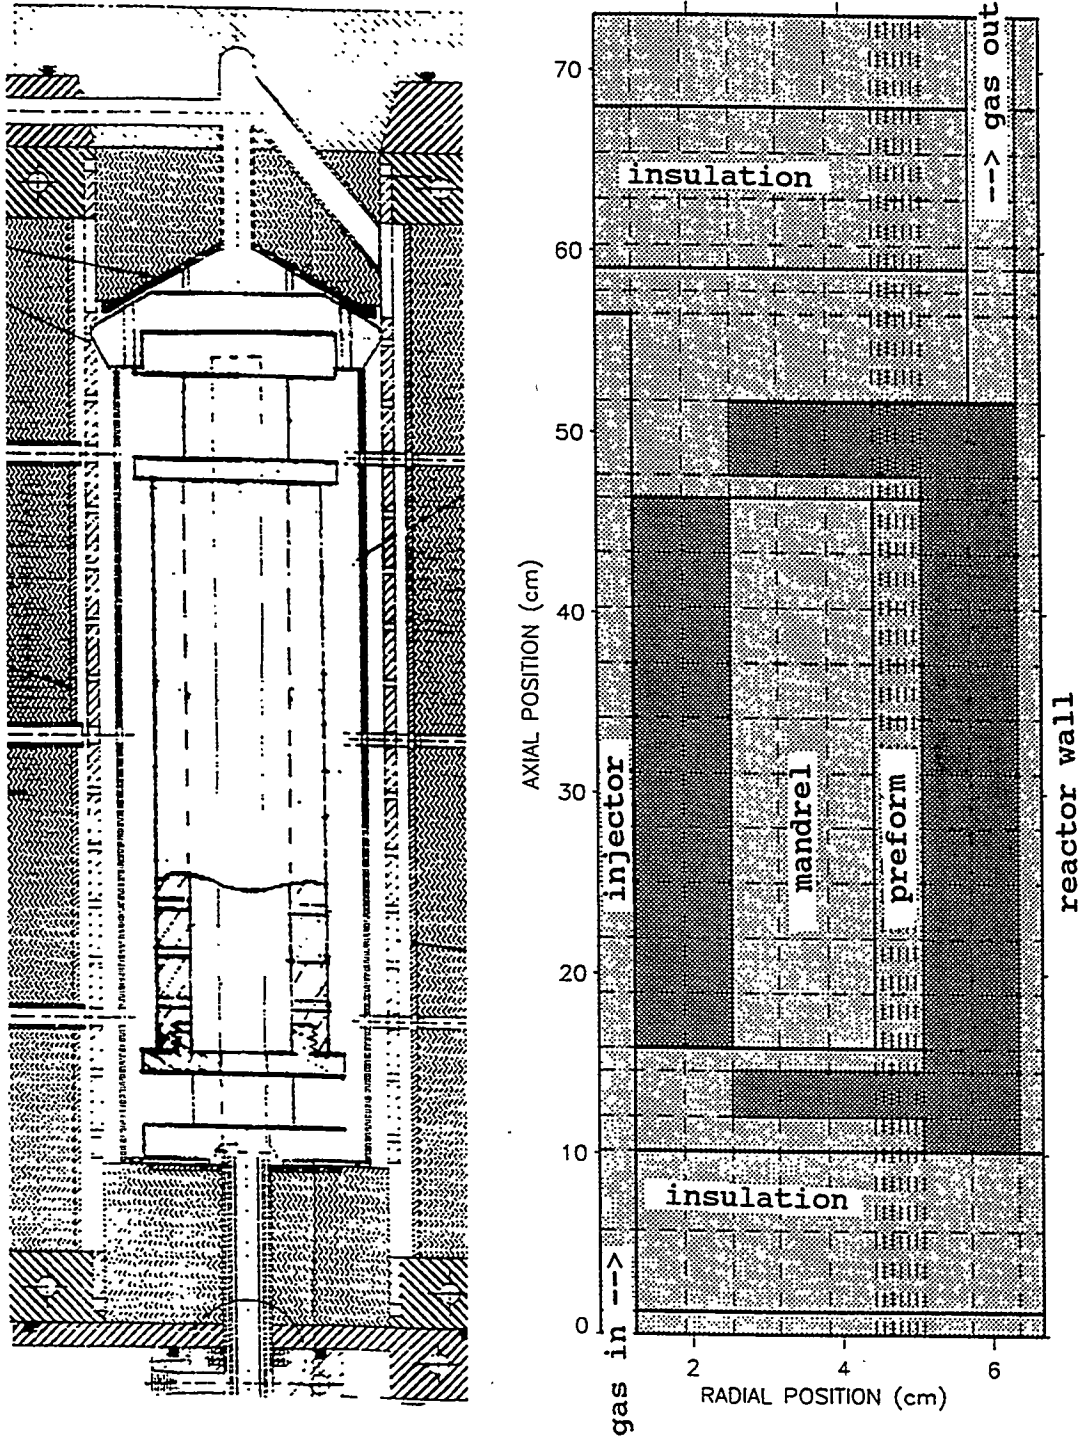 70
60
50
40
30
20
10
0
AXIAL POSITION (cm)
2
4
6
RADIAL POSITION (cm)
insulation
---> gas out
injector
mandrel
preform
reactor wall
insulation
gas in -->